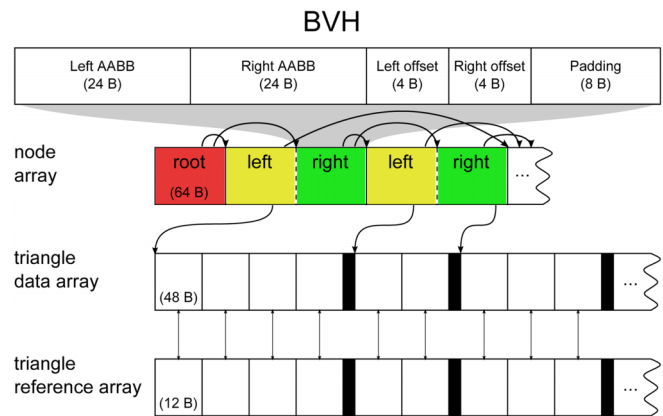 BVH
Left AABB
(24 B)
Right AABB
(24 B)
Left offset
(4 B)
Right offset
(4 B)
Padding
(8 B)
node
array
root
(64 B)
left
right
left
right
...
triangle
data array
(48 B)
...
triangle
reference array
(12 B)
...